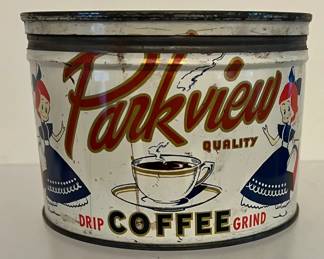 Parkview
QUALITY
DRIP COFFEE GRIND